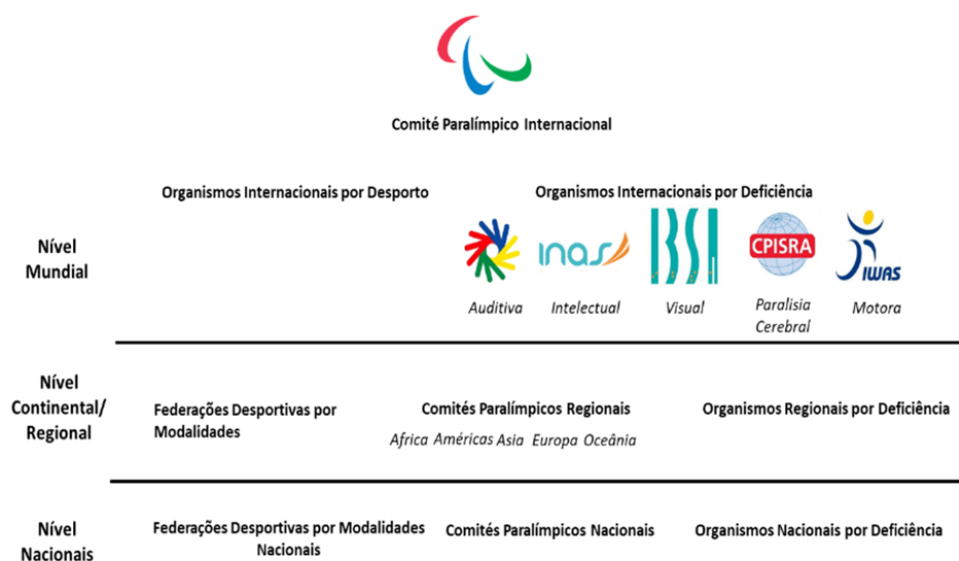 Comité Paralímpico Internacional
Organismos Internacionais por Desporto
Organismos Internacionais por Deficiência
Nível
Mundial
inas
IBSA
CPISRA
IWAS
Auditiva
Intelectual
Visual
Paralisia
Cerebral
Motora
Nível
Continental/
Regional
Federações Desportivas por
Modalidades
Comités Paralímpicos Regionais
Africa Américas Asia Europa Oceânia
Organismos Regionais por Deficiência
Nível
Nacionais
Federações Desportivas por Modalidades
Nacionais
Comités Paralímpicos Nacionais
Organismos Nacionais por Deficiência